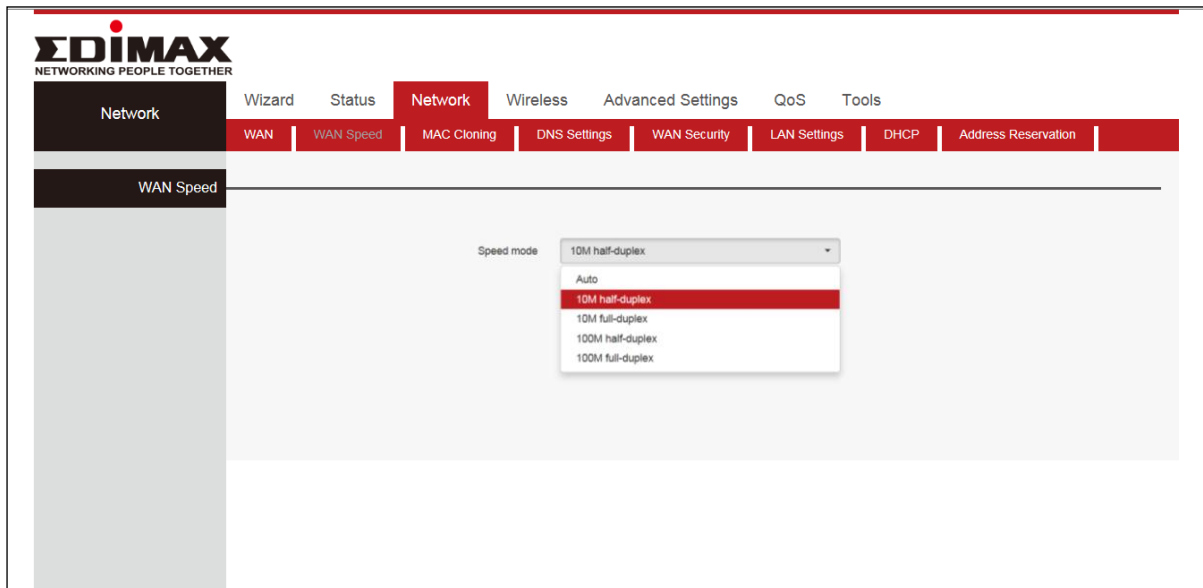 EDIMAX
NETWORKING PEOPLE TOGETHER
Network
Wizard Status Network Wireless Advanced Settings QoS Tools
WAN WAN Speed MAC Cloning DNS Settings WAN Security LAN Settings DHCP Address Reservation
WAN Speed
Speed mode 10M half-duplex
Auto
10M half-duplex
10M full-duplex
100M half-duplex
100M full-duplex